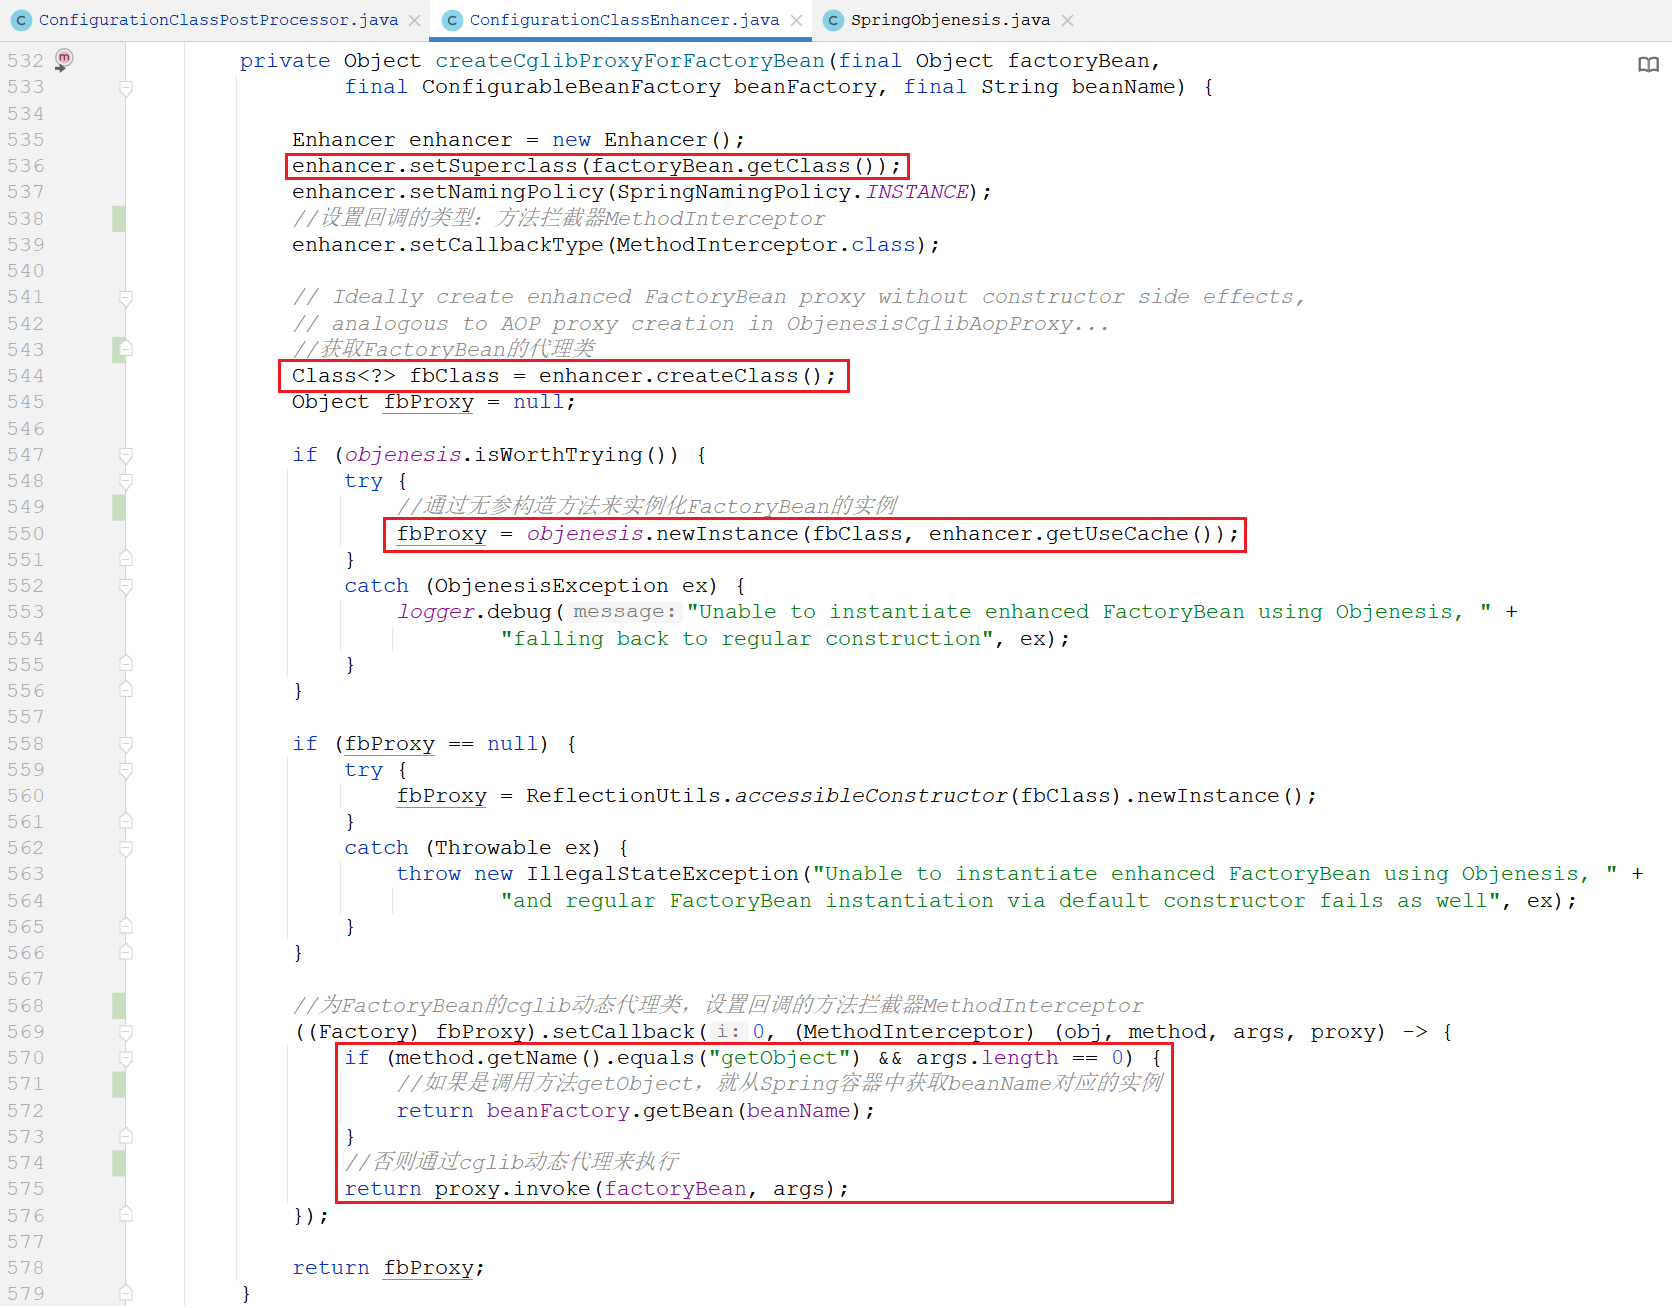 ConfigurationClassPostProcessor.java ConfigurationClassEnhancer.java SpringObjenesis.java
532 private Object createCglibProxyForFactoryBean(final Object factoryBean,
533 final ConfigurableBeanFactory beanFactory, final String beanName) {
534
535 Enhancer enhancer = new Enhancer();
536 enhancer.setSuperclass(factoryBean.getClass());
537 enhancer.setNamingPolicy(SpringNamingPolicy.INSTANCE);
538 //设置回调的类型：方法拦截器MethodInterceptor
539 enhancer.setCallbackType(MethodInterceptor.class);
540
541 // Ideally create enhanced FactoryBean proxy without constructor side effects,
542 // analogous to AOP proxy creation in ObjenesisCglibAopProxy...
543 //获取FactoryBean的代理类
544 Class<?> fbClass = enhancer.createClass();
545 Object fbProxy = null;
546
547 if (objenesis.isWorthTrying()) {
548 try {
549 //通过无参构造方法来实例化FactoryBean的实例
550 fbProxy = objenesis.newInstance(fbClass, enhancer.getUseCache());
551 }
552 catch (ObjenesisException ex) {
553 logger.debug( message: "Unable to instantiate enhanced FactoryBean using Objenesis, " +
554 "falling back to regular construction", ex);
555 }
556 }
557
558 if (fbProxy == null) {
559 try {
560 fbProxy = ReflectionUtils.accessibleConstructor(fbClass).newInstance();
561 }
562 catch (Throwable ex) {
563 throw new IllegalStateException("Unable to instantiate enhanced FactoryBean using Objenesis, " +
564 "and regular FactoryBean instantiation via default constructor fails as well", ex);
565 }
566 }
567
568 //为FactoryBean的cglib动态代理类，设置回调的方法拦截器MethodInterceptor
569 ((Factory) fbProxy).setCallback( i: 0, (MethodInterceptor) (obj, method, args, proxy) -> {
570 if (method.getName().equals("getObject") && args.length == 0) {
571 //如果是调用方法getObject，就从Spring容器中获取beanName对应的实例
572 return beanFactory.getBean(beanName);
573 }
574 //否则通过cglib动态代理来执行
575 return proxy.invoke(factoryBean, args);
576 });
577
578 return fbProxy;
579 }